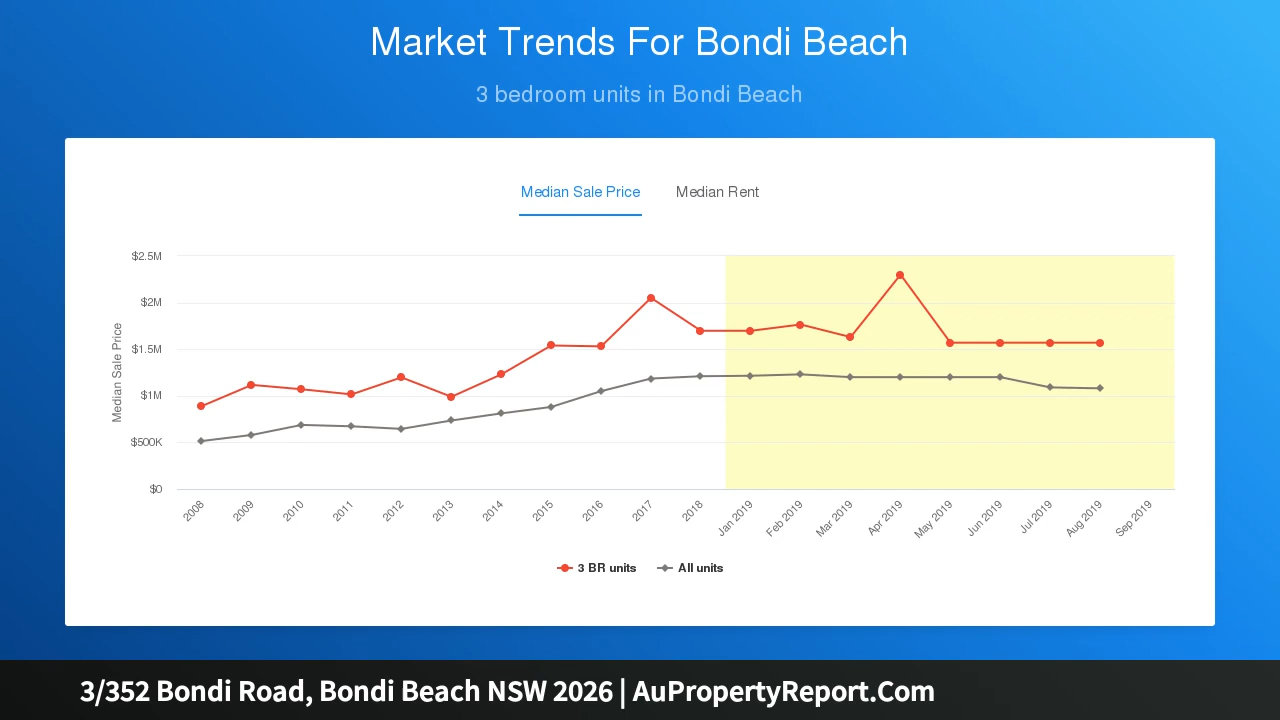 Market Trends For Bondi Beach
3 bedroom units in Bondi Beach
Median Sale Price
Median Rent
Median Sale Price
$2.5M
$2M
$1.5M
$1M
$500K
$0
2008
2009
2010
2011
2012
2013
2014
2015
2016
2017
2018
Jan 2019
Feb 2019
Mar 2019
Apr 2019
May 2019
Jun 2019
Jul 2019
Aug 2019
Sep 2019
3 BR units
All units
3/352 Bondi Road, Bondi Beach NSW 2026 | AuPropertyReport.Com